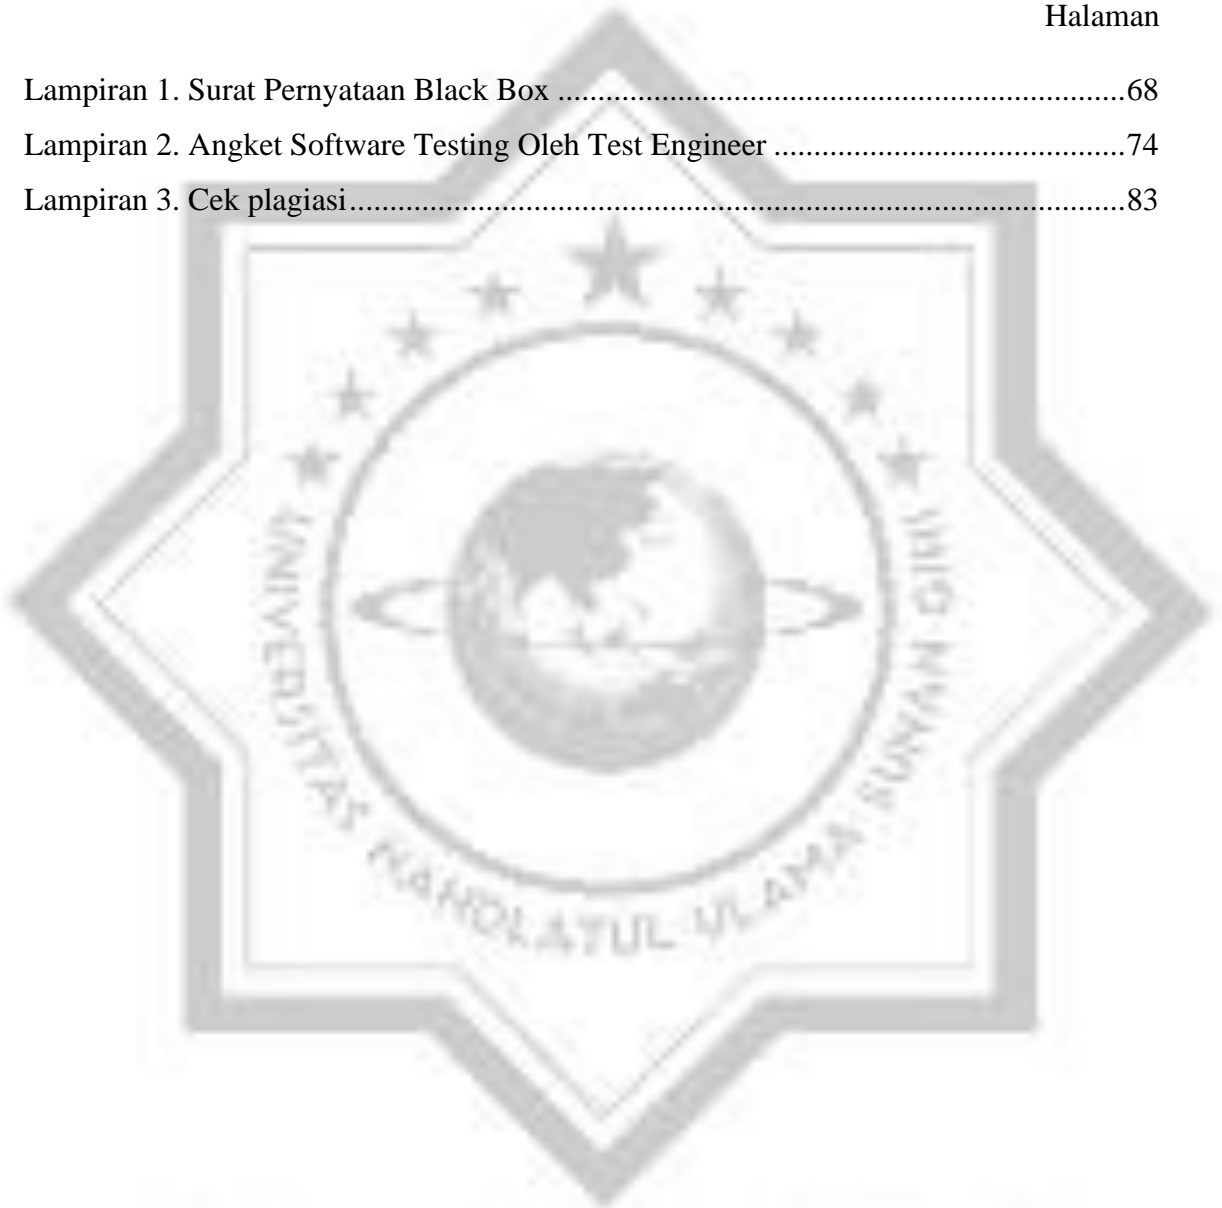 Halaman
Lampiran 1. Surat Pernyataan Black Box ....................................................................68
Lampiran 2. Angket Software Testing Oleh Test Engineer ..........................................74
Lampiran 3. Cek plagiasi..............................................................................................83
UNIVERSITAS NAHDLATUL ULAMA SUNAN GIRI